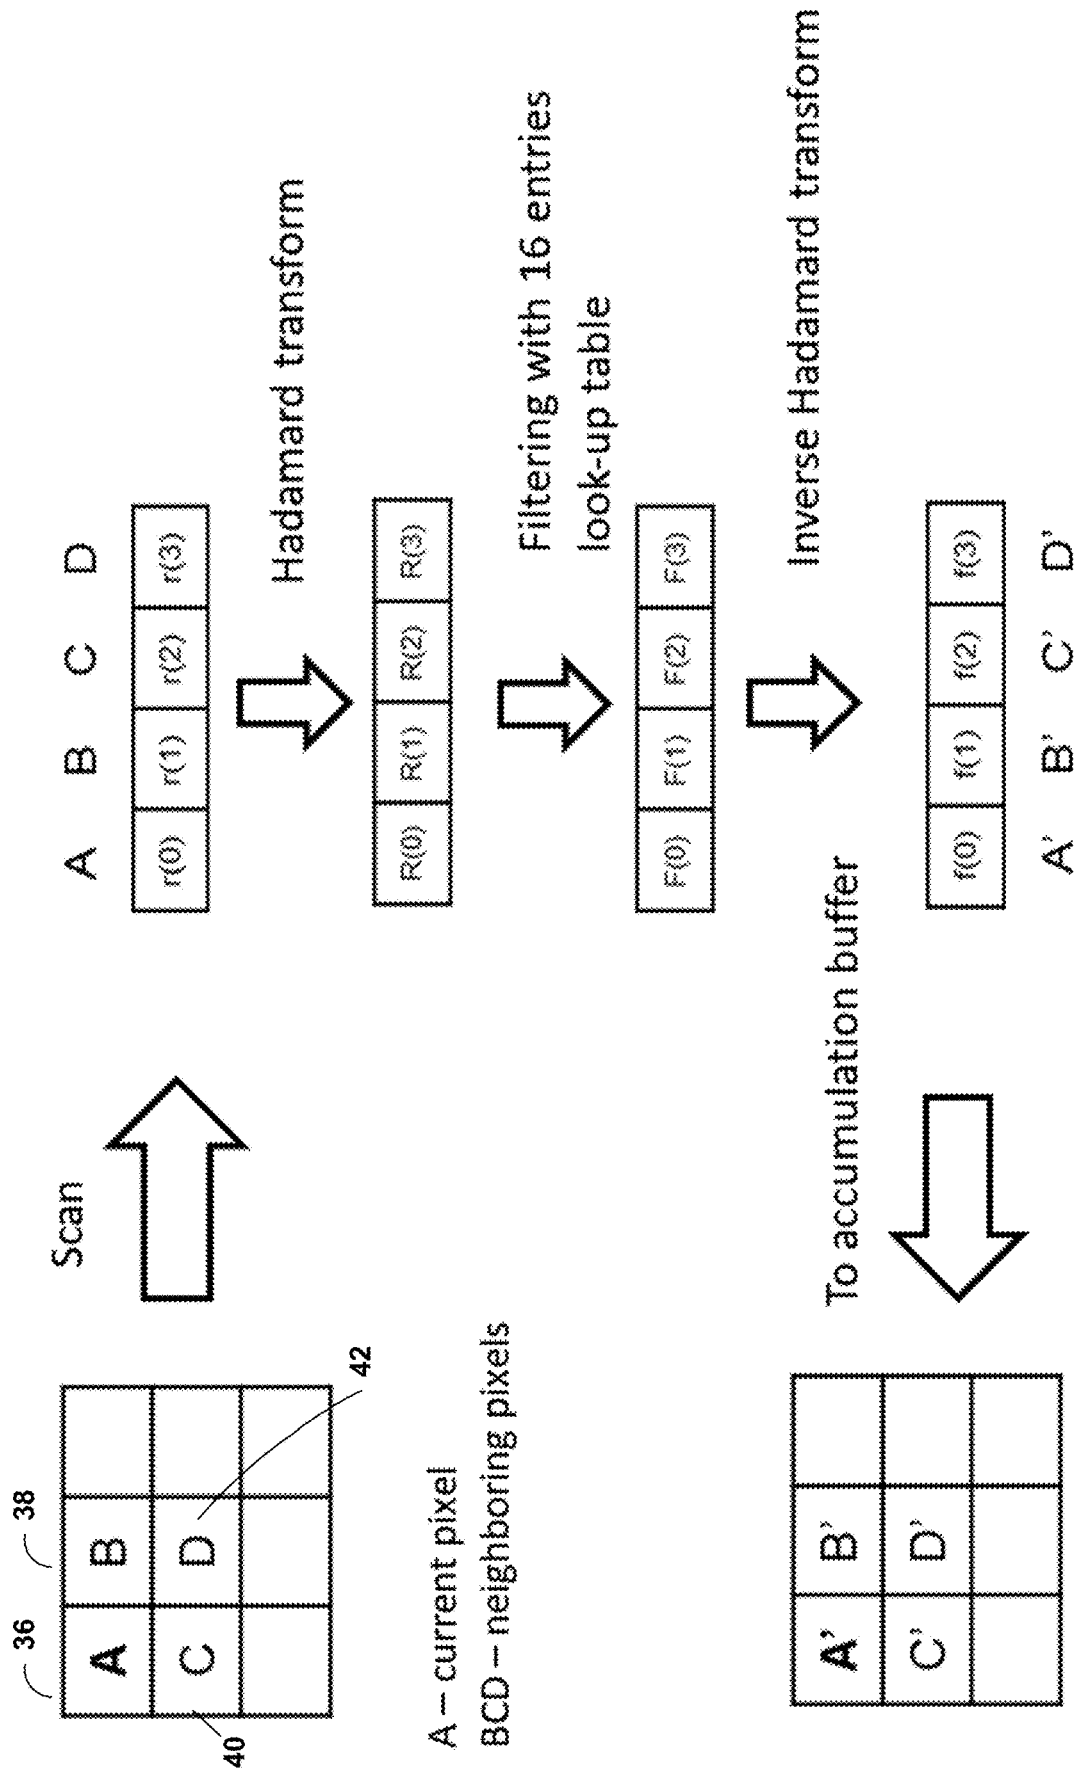 36
38
A B
C D
40
42
A – current pixel
BCD – neighboring pixels
Scan
A B C D
r(0) r(1) r(2) r(3)
Hadamard transform
R(0) R(1) R(2) R(3)
Filtering with 16 entries
look-up table
F(0) F(1) F(2) F(3)
Inverse Hadamard transform
f(0) f(1) f(2) f(3)
A' B' C' D'
To accumulation buffer
A' B'
C' D'